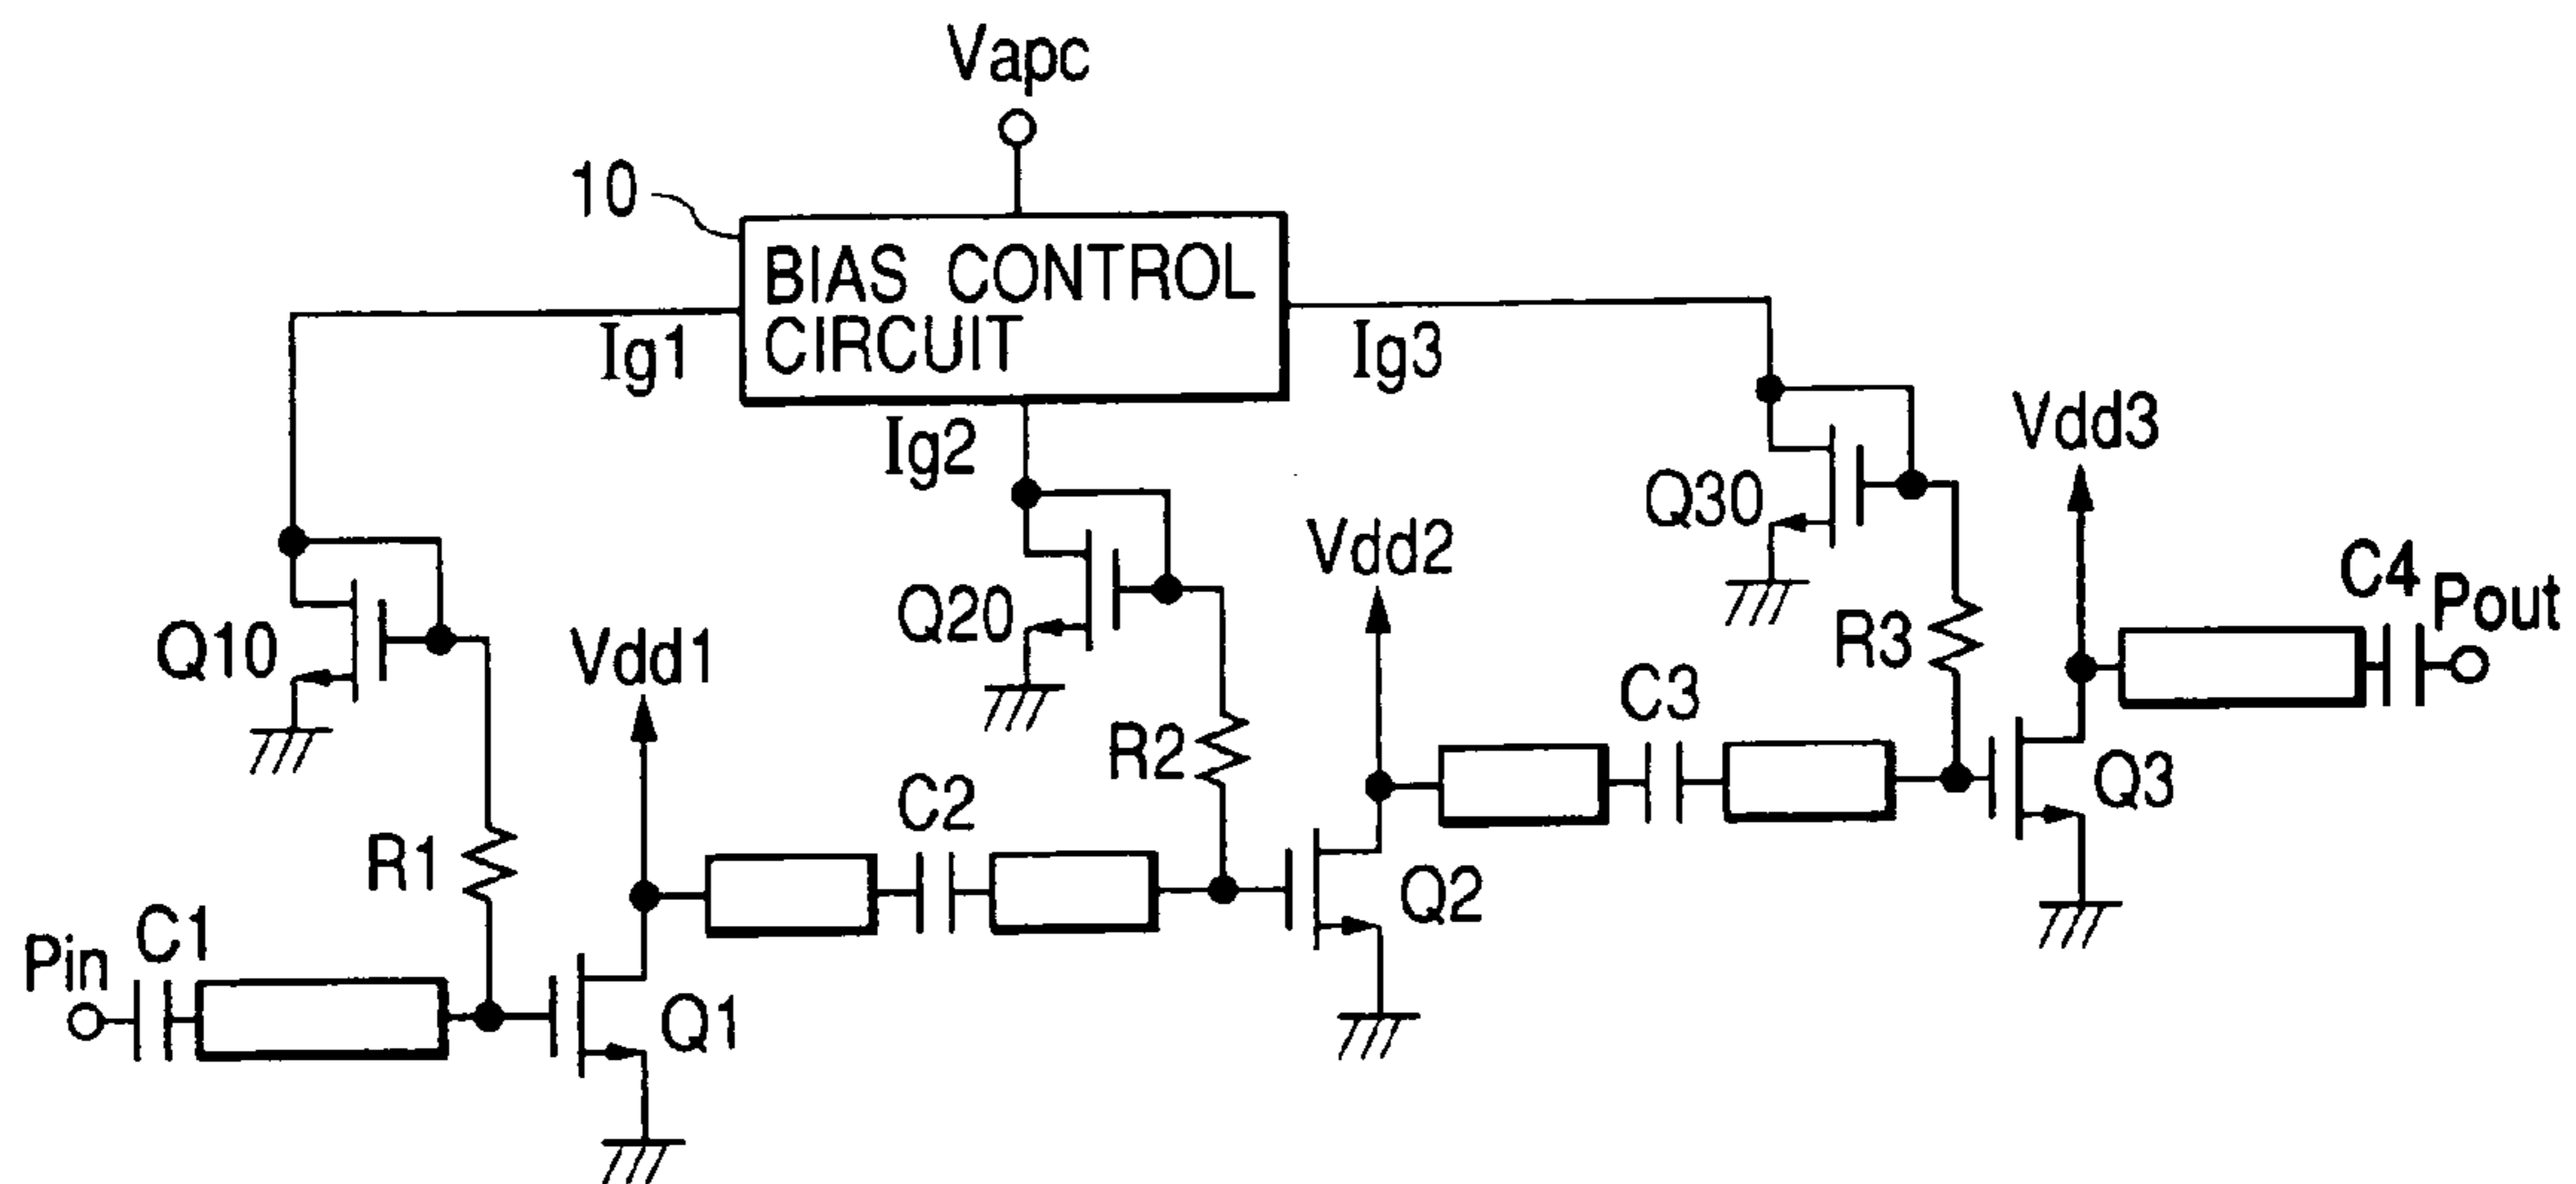 Vapc
10
BIAS CONTROL
CIRCUIT
Ig1
Ig3
Ig2
Vdd3
Q30
Vdd2
C4
Pout
Q20
Q10
Vdd1
R3
C3
R2
Q3
C2
R1
Q2
C1
Pin
Q1